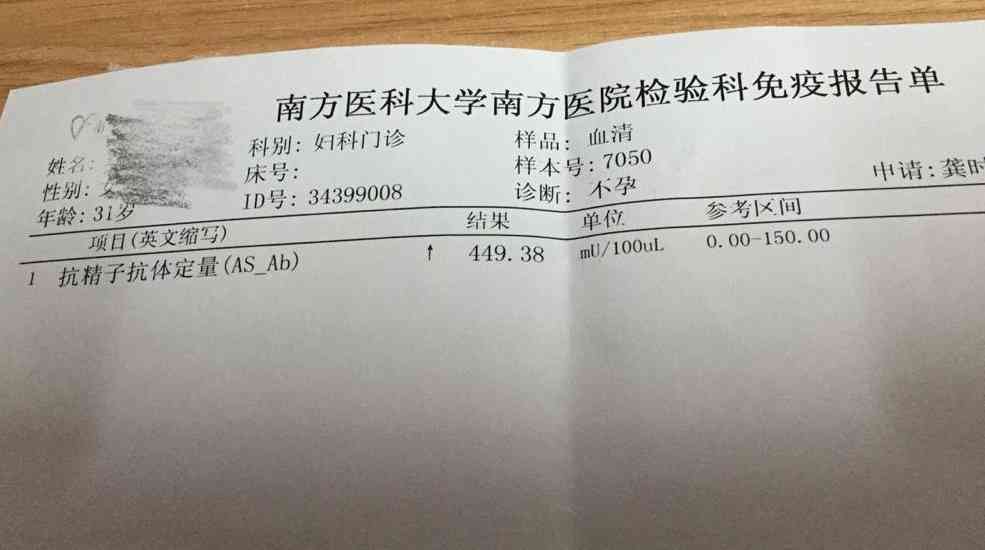 南方医科大学南方医院检验科免疫报告单
姓名: 科别: 妇科门诊 样品: 血清
床号: 样本号: 7050
性别: ID号: 34399008 诊断: 不孕 申请: 龚时
年龄: 31岁
项目(英文缩写) 结果 单位 参考区间
1 抗精子抗体定量(AS_Ab) ↑ 449.38 mU/100uL 0.00-150.00